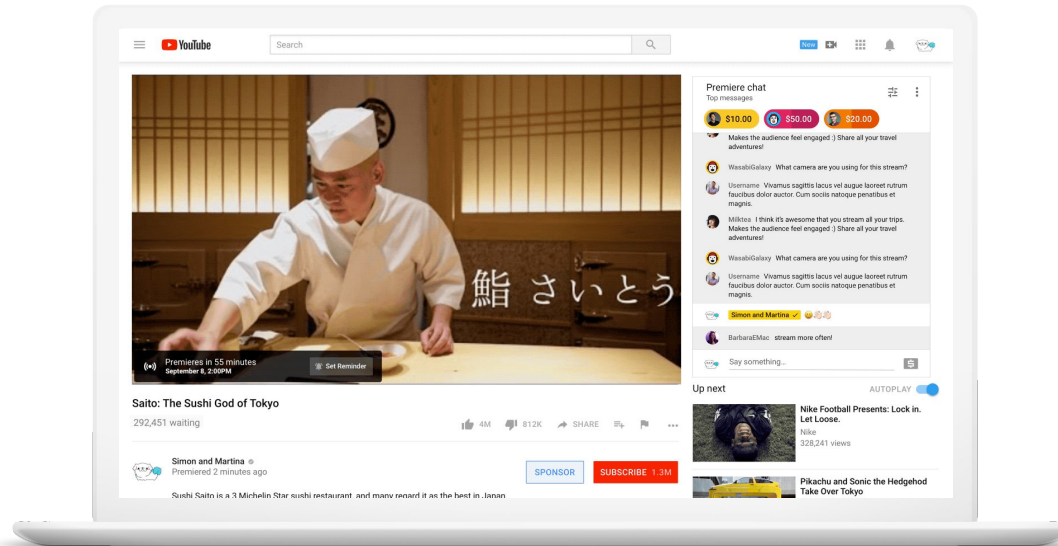 YouTube
Search
New
鮨 さいとう
Premieres in 55 minutes
September 8, 2:00PM
Set Reminder
Saito: The Sushi God of Tokyo
292,451 waiting
4M
812K
SHARE
Simon and Martina
Premiered 2 minutes ago
SPONSOR
SUBSCRIBE 1.3M
Sushi Saito is a 3 Michelin Star sushi restaurant, and many regard it as the best in Japan
Premiere chat
Top messages
$10.00
$50.00
$20.00
Makes the audience feel engaged :) Share all your travel
adventures!
WasabiGalaxy What camera are you using for this stream?
Username Vivamus sagittis lacus vel augue laoreet rutrum
faucibus dolor auctor. Cum sociis natoque penatibus et
magnis.
Milktea I think it's awesome that you stream all your trips.
Makes the audience feel engaged :) Share all your travel
adventures!
WasabiGalaxy What camera are you using for this stream?
Username Vivamus sagittis lacus vel augue laoreet rutrum
faucibus dolor auctor. Cum sociis natoque penatibus et
magnis.
Simon and Martina
BarbaraEMac stream more often!
Say something...
Up next
AUTOPLAY
Nike Football Presents: Lock in.
Let Loose.
Nike
328,241 views
Pikachu and Sonic the Hedgehod
Take Over Tokyo